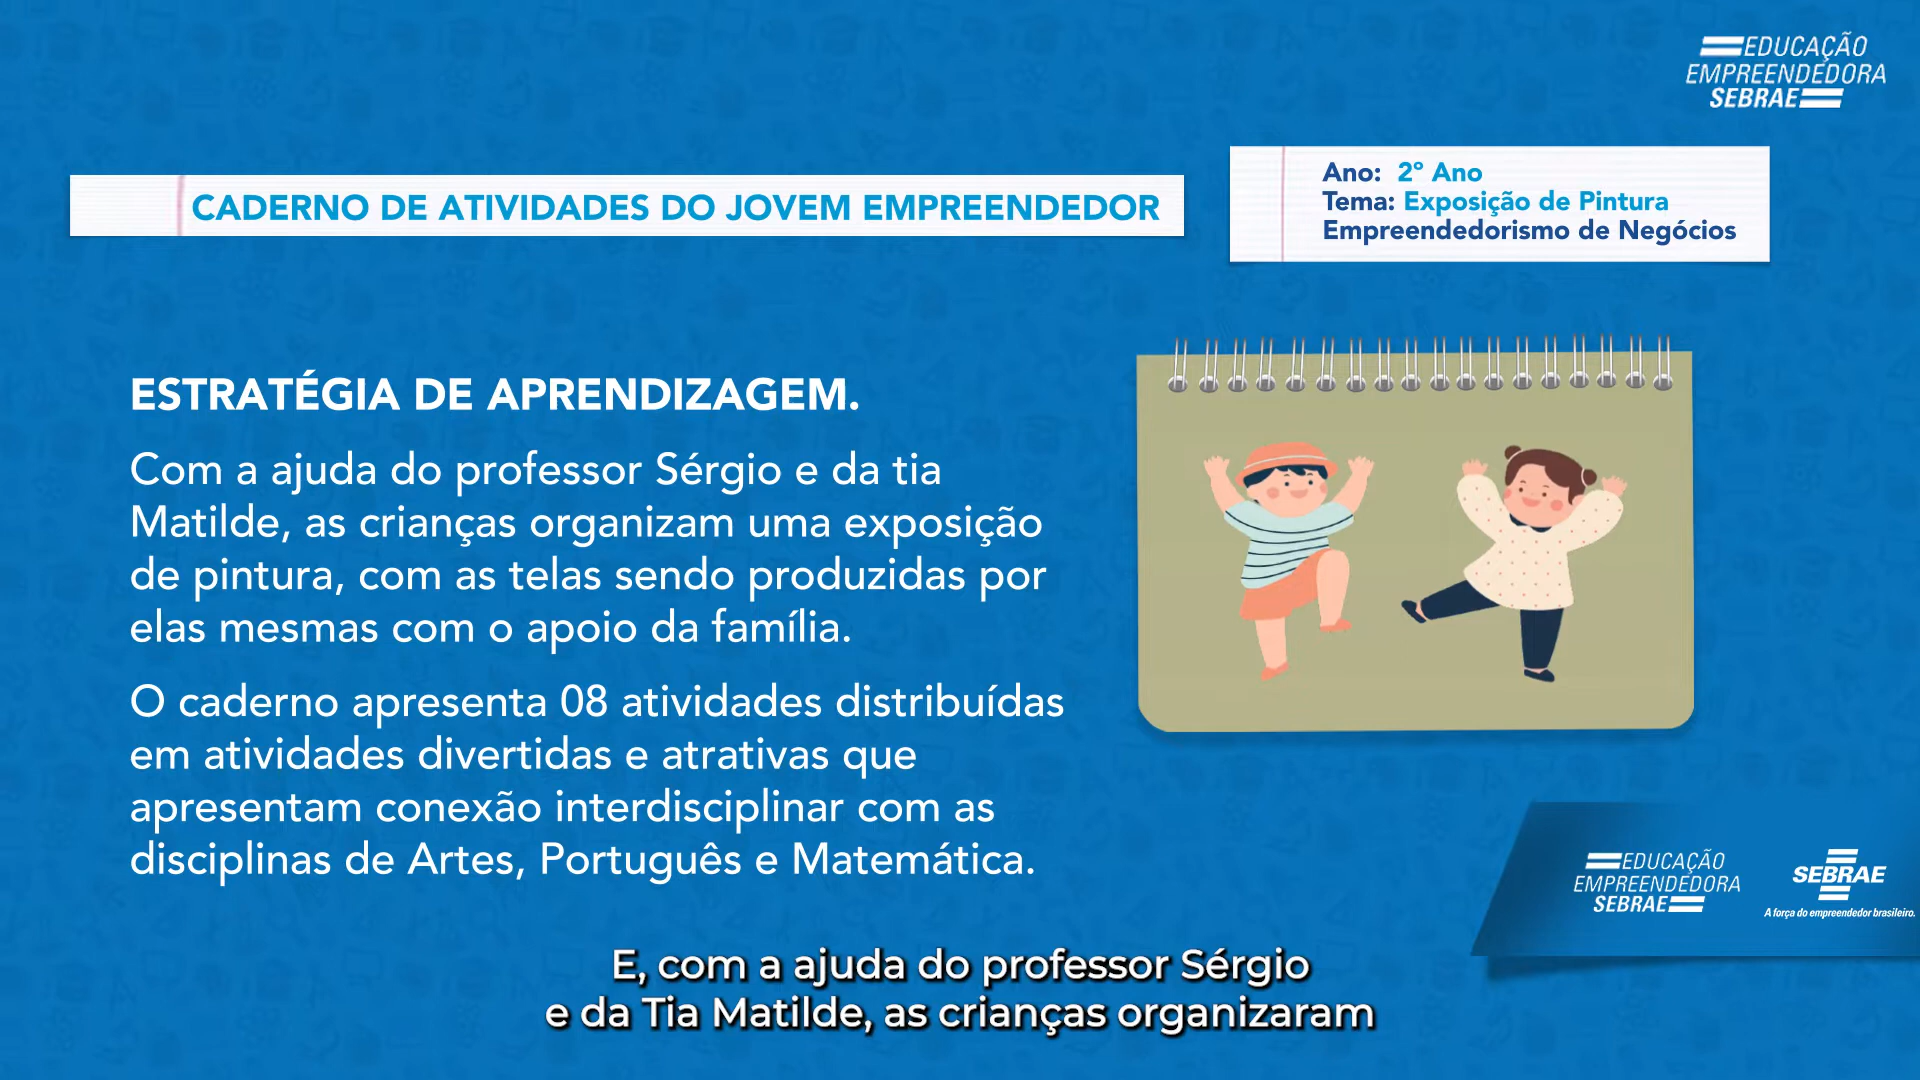 EDUCAÇÃO
EMPREENDEDORA
SEBRAE
CADERNO DE ATIVIDADES DO JOVEM EMPREENDEDOR
Ano: 2º Ano
Tema: Exposição de Pintura
Empreendedorismo de Negócios
ESTRATÉGIA DE APRENDIZAGEM.
Com a ajuda do professor Sérgio e da tia
Matilde, as crianças organizam uma exposição
de pintura, com as telas sendo produzidas por
elas mesmas com o apoio da família.
O caderno apresenta 08 atividades distribuídas
em atividades divertidas e atrativas que
apresentam conexão interdisciplinar com as
disciplinas de Artes, Português e Matemática.
EDUCAÇÃO
EMPREENDEDORA
SEBRAE
SEBRAE
A força do empreendedor brasileiro.
E, com a ajuda do professor Sérgio
e da Tia Matilde, as crianças organizaram